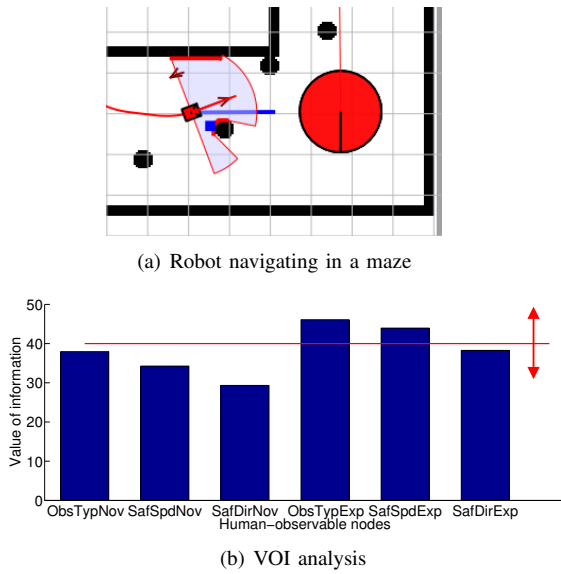 (a) Robot navigating in a maze
50
40
30
20
10
0
Value of information
ObsTypNov SafSpdNov SafDirNov ObsTypExp SafSpdExp SafDirExp
Human−observable nodes
(b) VOI analysis